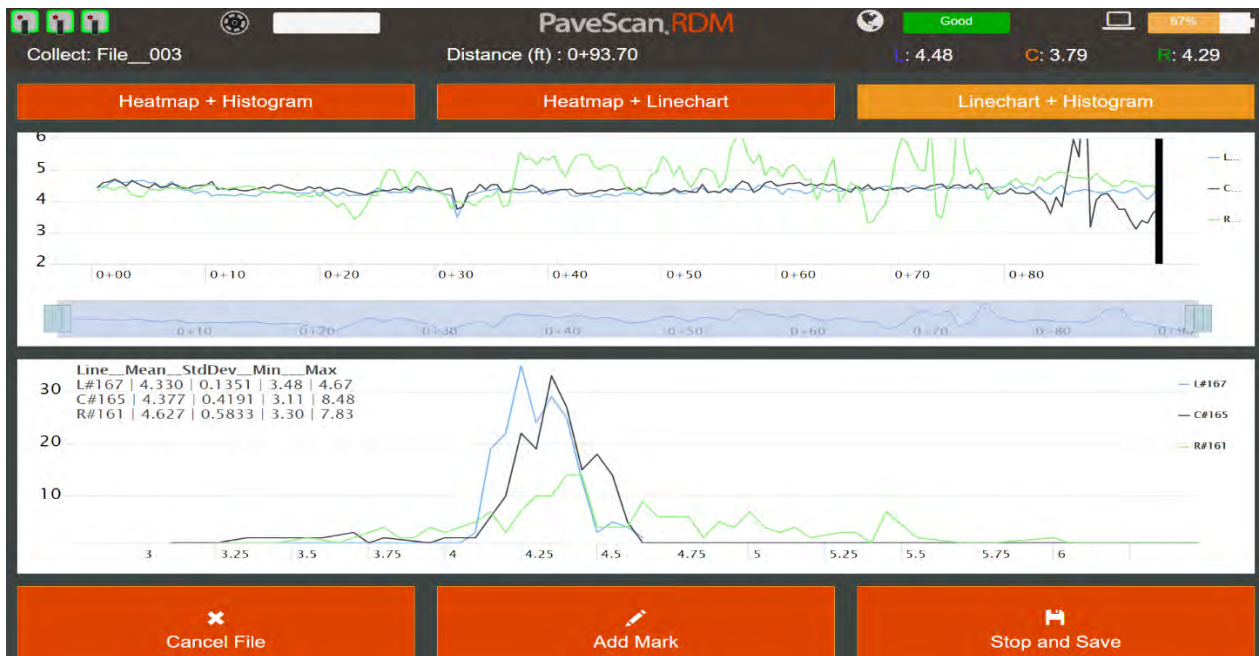 PaveScan.RDM Good 67%
Collect: File__003 Distance (ft) : 0+93.70 L: 4.48 C: 3.79 R: 4.29
Heatmap + Histogram Heatmap + Linechart Linechart + Histogram
6
5
4
3
2
L...
C...
R...
0+00 0+10 0+20 0+30 0+40 0+50 0+60 0+70 0+80
0+10 0+20 0+30 0+40 0+50 0+60 0+70 0+80
Line__Mean__StdDev__Min___Max
L#167 | 4.330 | 0.1351 | 3.48 | 4.67
C#165 | 4.377 | 0.4191 | 3.11 | 8.48
R#161 | 4.627 | 0.5833 | 3.30 | 7.83
30
20
10
L#167
C#165
R#161
3 3.25 3.5 3.75 4 4.25 4.5 4.75 5 5.25 5.5 5.75 6
Cancel File Add Mark Stop and Save